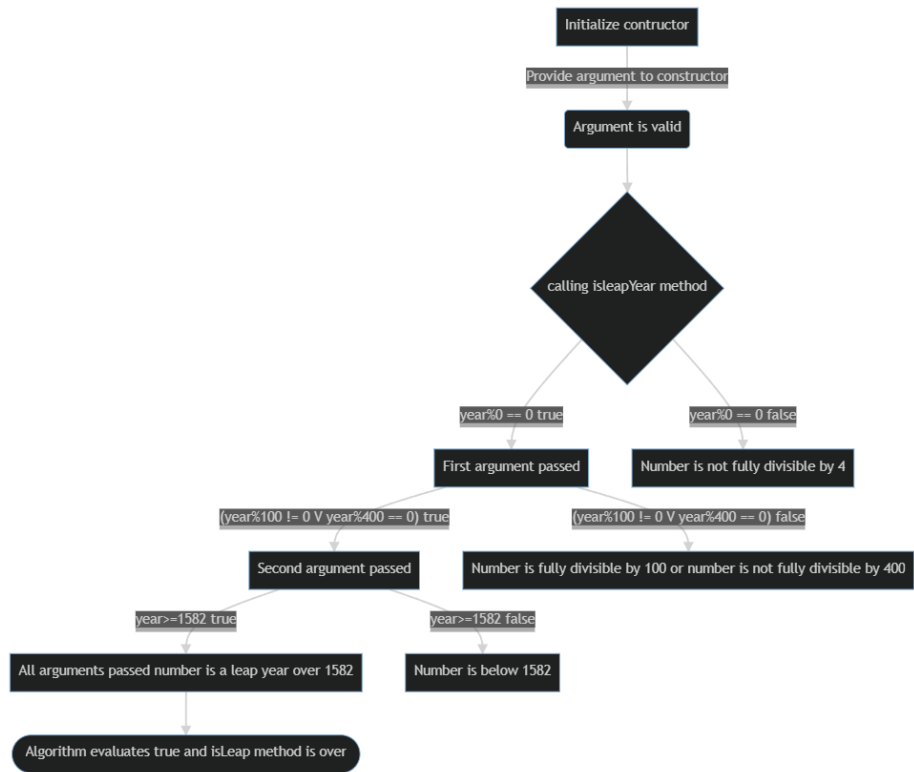 Initialize contructor
Provide argument to constructor
Argument is valid
calling isleapYear method
year%0 == 0 true
year%0 == 0 false
First argument passed
Number is not fully divisible by 4
(year%100 != 0 V year%400 == 0) true
(year%100 != 0 V year%400 == 0) false
Second argument passed
Number is fully divisible by 100 or number is not fully divisible by 400
year>=1582 true
year>=1582 false
All arguments passed number is a leap year over 1582
Number is below 1582
Algorithm evaluates true and isLeap method is over